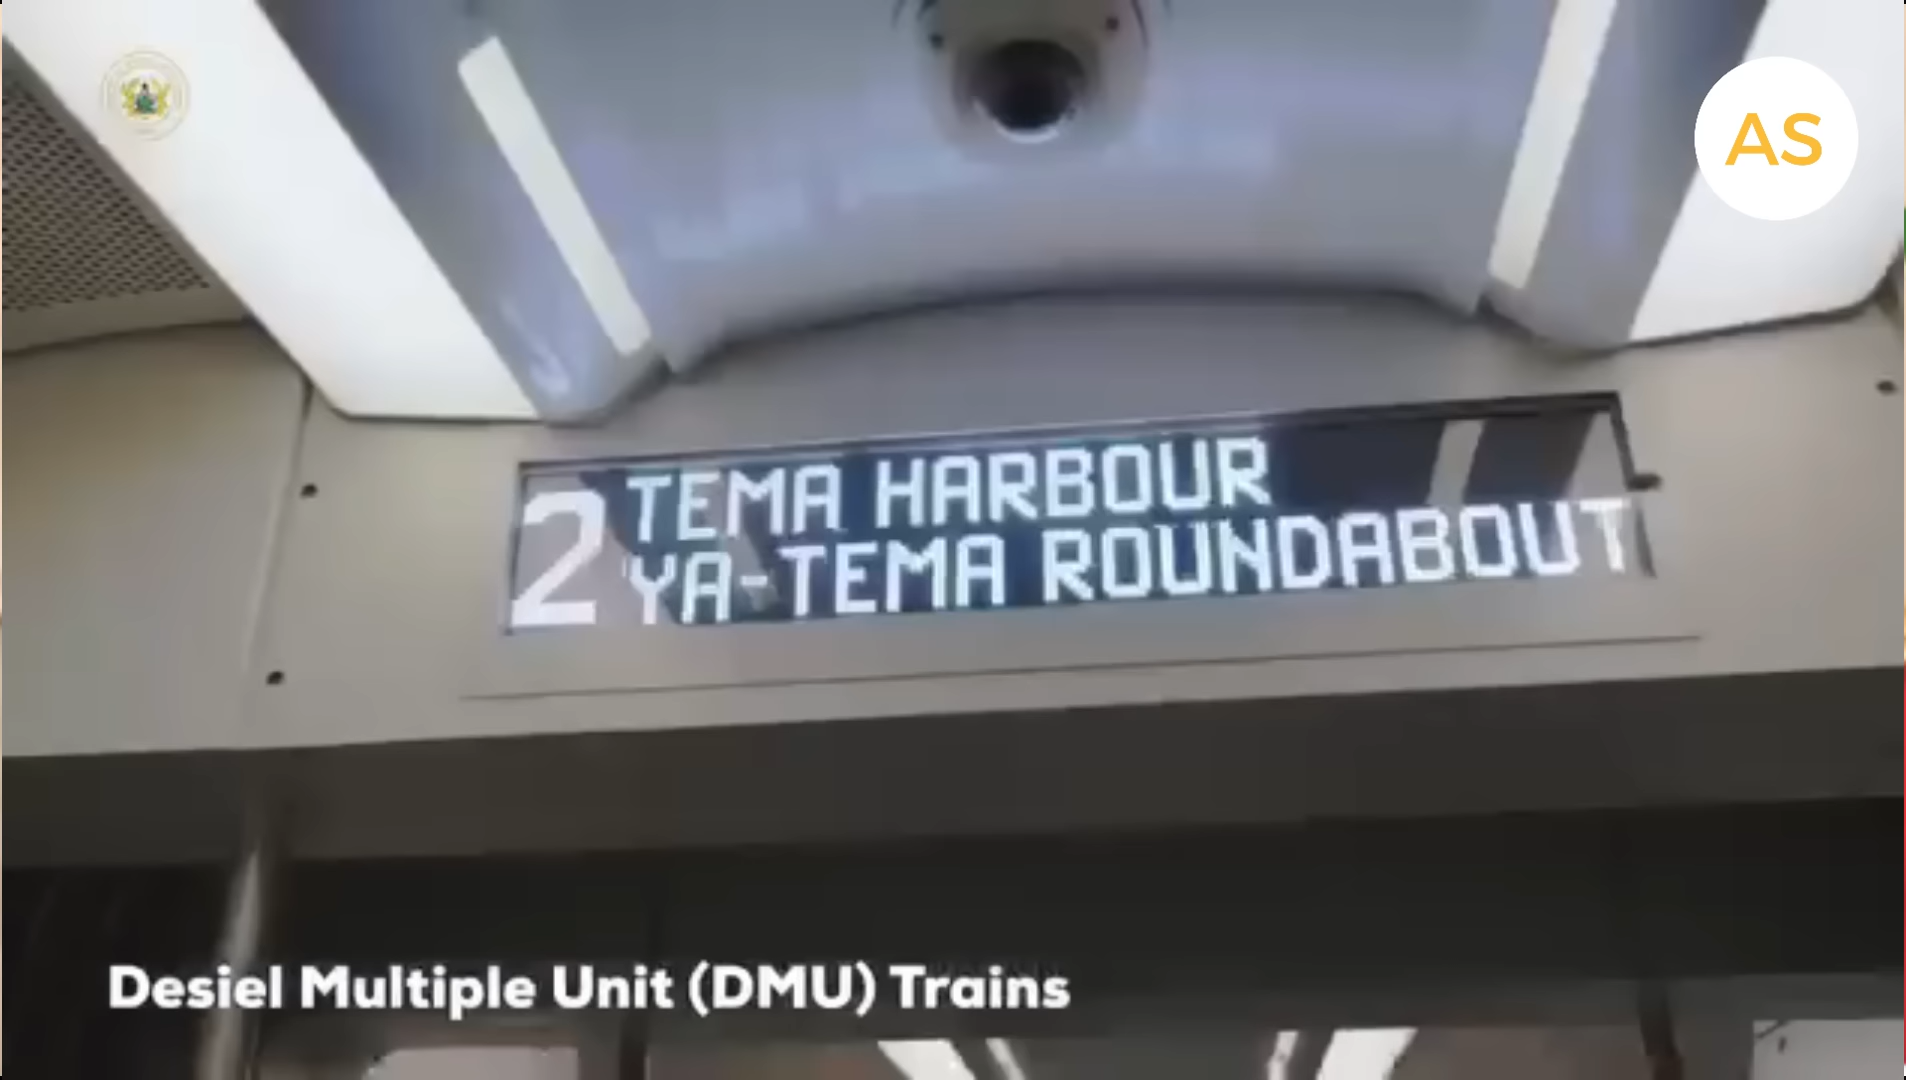 AS
2 TEMA HARBOUR
YA-TEMA ROUNDABOUT
Desiel Multiple Unit (DMU) Trains